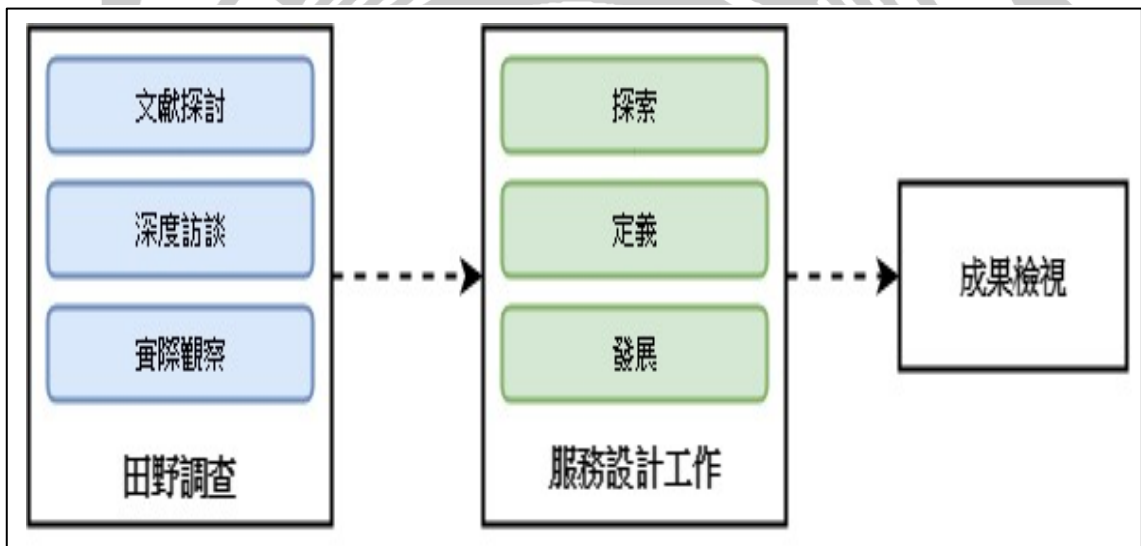 文獻探討
深度訪談
實際觀察
田野調查
探索
定義
發展
服務設計工作
成果檢視